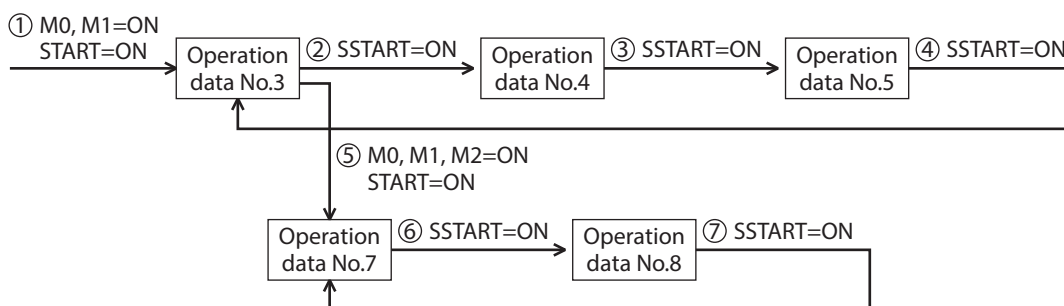 ① M0, M1=ON
START=ON
Operation
data No.3
② SSTART=ON
Operation
data No.4
③ SSTART=ON
Operation
data No.5
④ SSTART=ON
⑤ M0, M1, M2=ON
START=ON
Operation
data No.7
⑥ SSTART=ON
Operation
data No.8
⑦ SSTART=ON